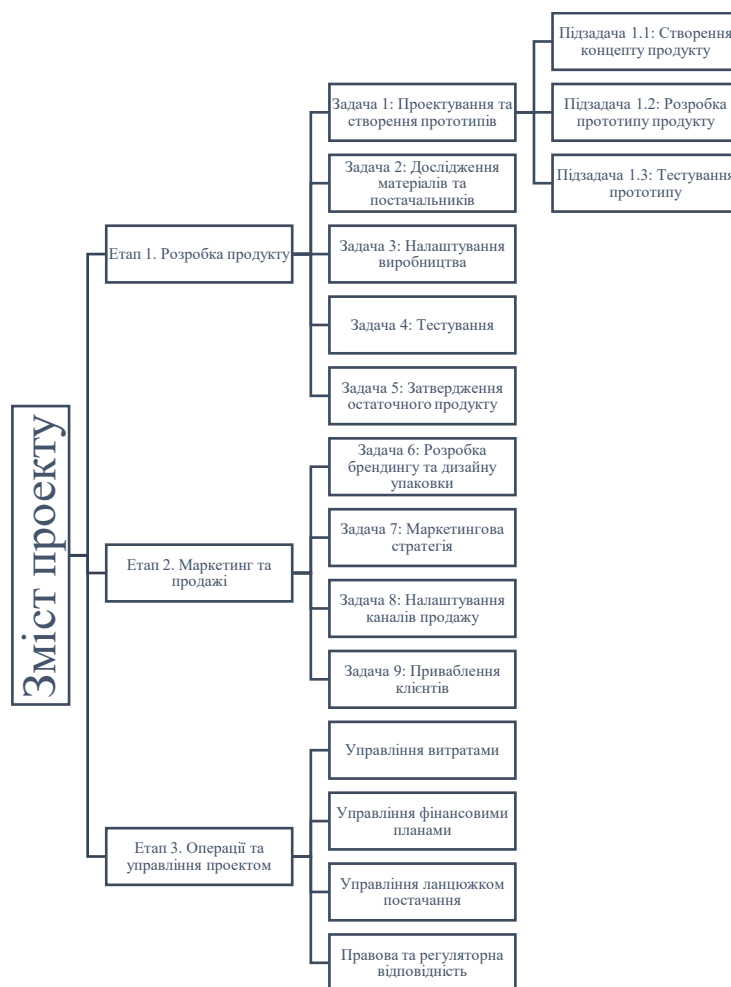 Зміст проекту
Етап 1. Розробка продукту
Задача 1: Проектування та
створення прототипів
Підзадача 1.1: Створення
концепту продукту
Підзадача 1.2: Розробка
прототипу продукту
Підзадача 1.3: Тестування
прототипу
Задача 2: Дослідження
матеріалів та
постачальників
Задача 3: Налаштування
виробництва
Задача 4: Тестування
Задача 5: Затвердження
остаточного продукту
Етап 2. Маркетинг та
продажі
Задача 6: Розробка
брендингу та дизайну
упаковки
Задача 7: Маркетингова
стратегія
Задача 8: Налаштування
каналів продажу
Задача 9: Приваблення
клієнтів
Етап 3. Операції та
управління проектом
Управління витратами
Управління фінансовими
планами
Управління ланцюжком
постачання
Правова та регуляторна
відповідність